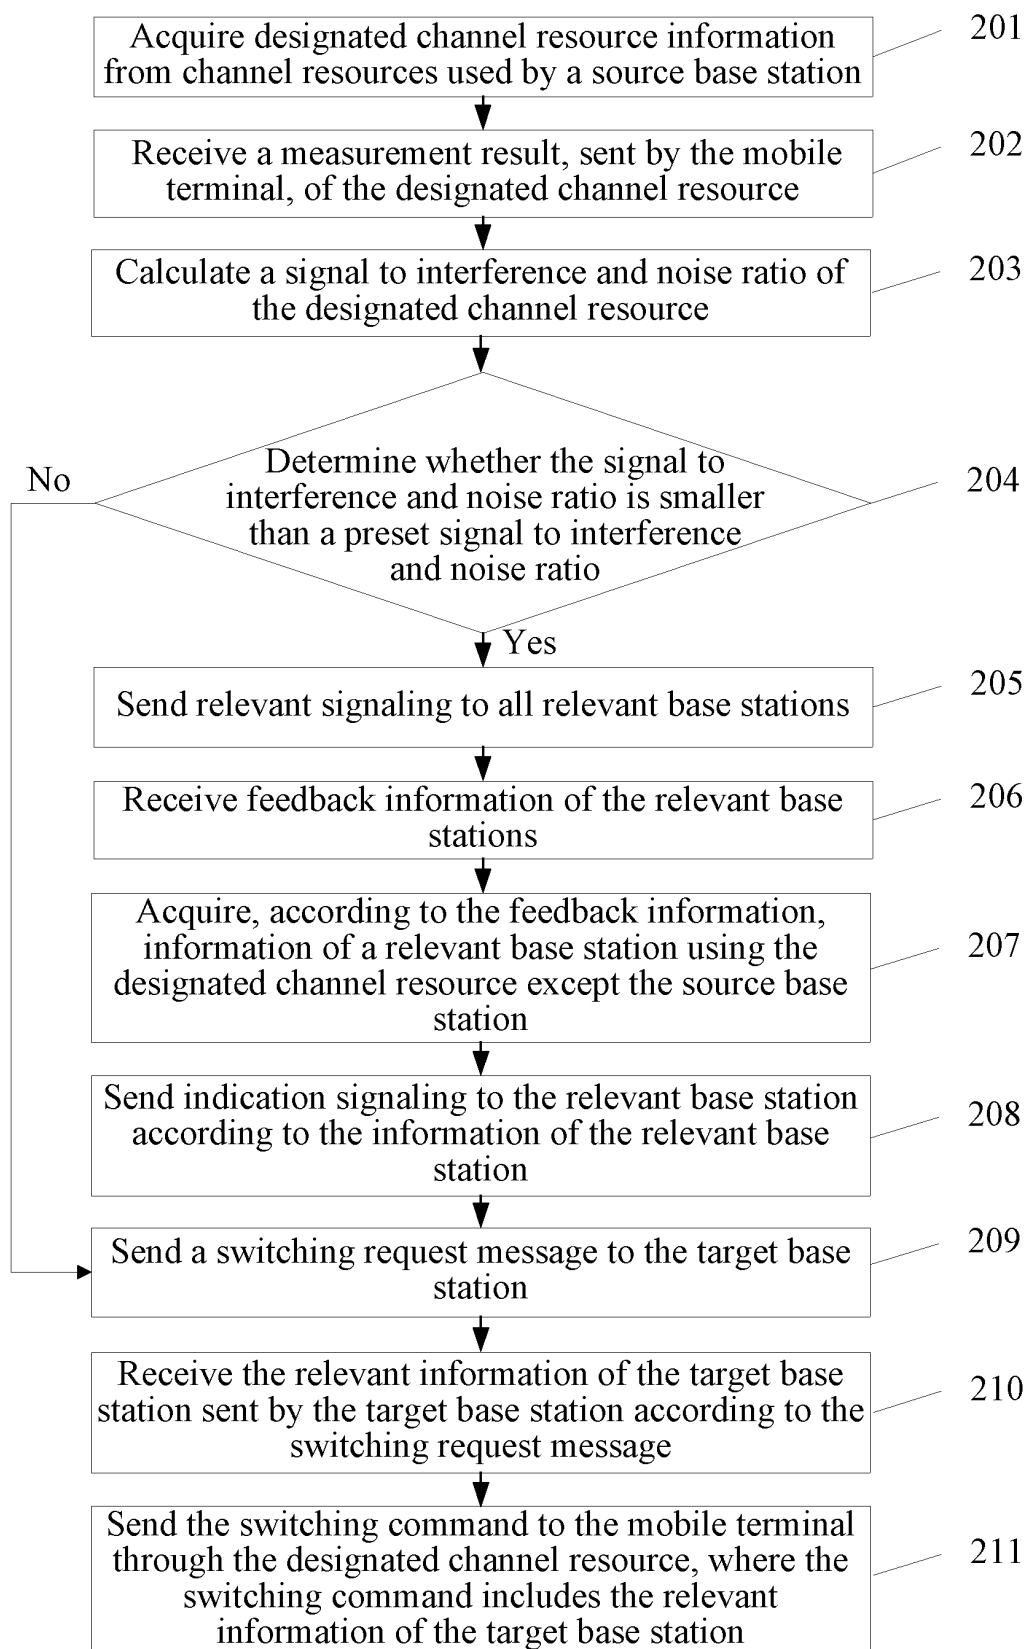 Acquire designated channel resource information
from channel resources used by a source base station
201
Receive a measurement result, sent by the mobile
terminal, of the designated channel resource
202
Calculate a signal to interference and noise ratio of
the designated channel resource
203
Determine whether the signal to
interference and noise ratio is smaller
than a preset signal to interference
and noise ratio
204
No
Yes
Send relevant signaling to all relevant base stations
205
Receive feedback information of the relevant base
stations
206
Acquire, according to the feedback information,
information of a relevant base station using the
designated channel resource except the source base
station
207
Send indication signaling to the relevant base station
according to the information of the relevant base
station
208
Send a switching request message to the target base
station
209
Receive the relevant information of the target base
station sent by the target base station according to the
switching request message
210
Send the switching command to the mobile terminal
through the designated channel resource, where the
switching command includes the relevant
information of the target base station
211